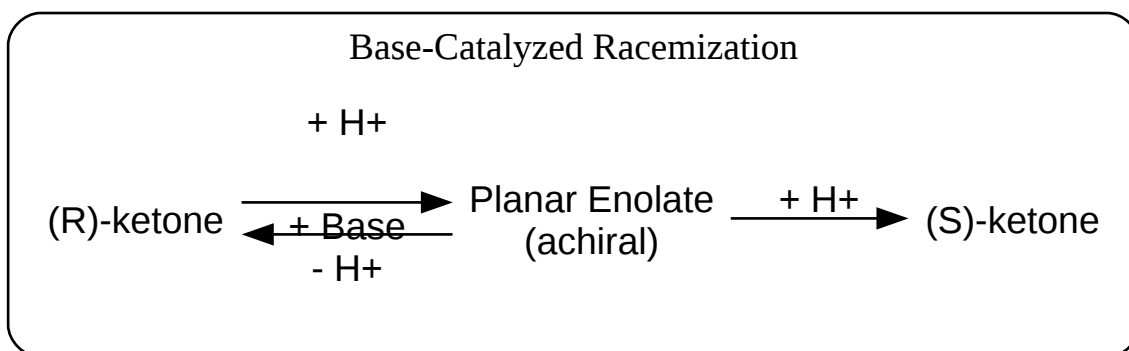 Base-Catalyzed Racemization
+ H+
(R)-ketone
+ Base
- H+
Planar Enolate
(achiral)
+ H+
(S)-ketone